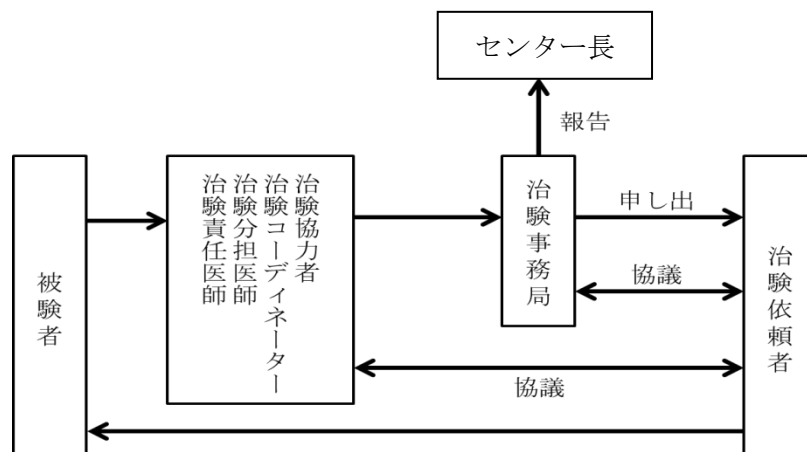 センター長
報告
被験者
治験協力者
治験コーディネーター
治験分担医師
治験責任医師
治験事務局
申し出
協議
治験依頼者
協議